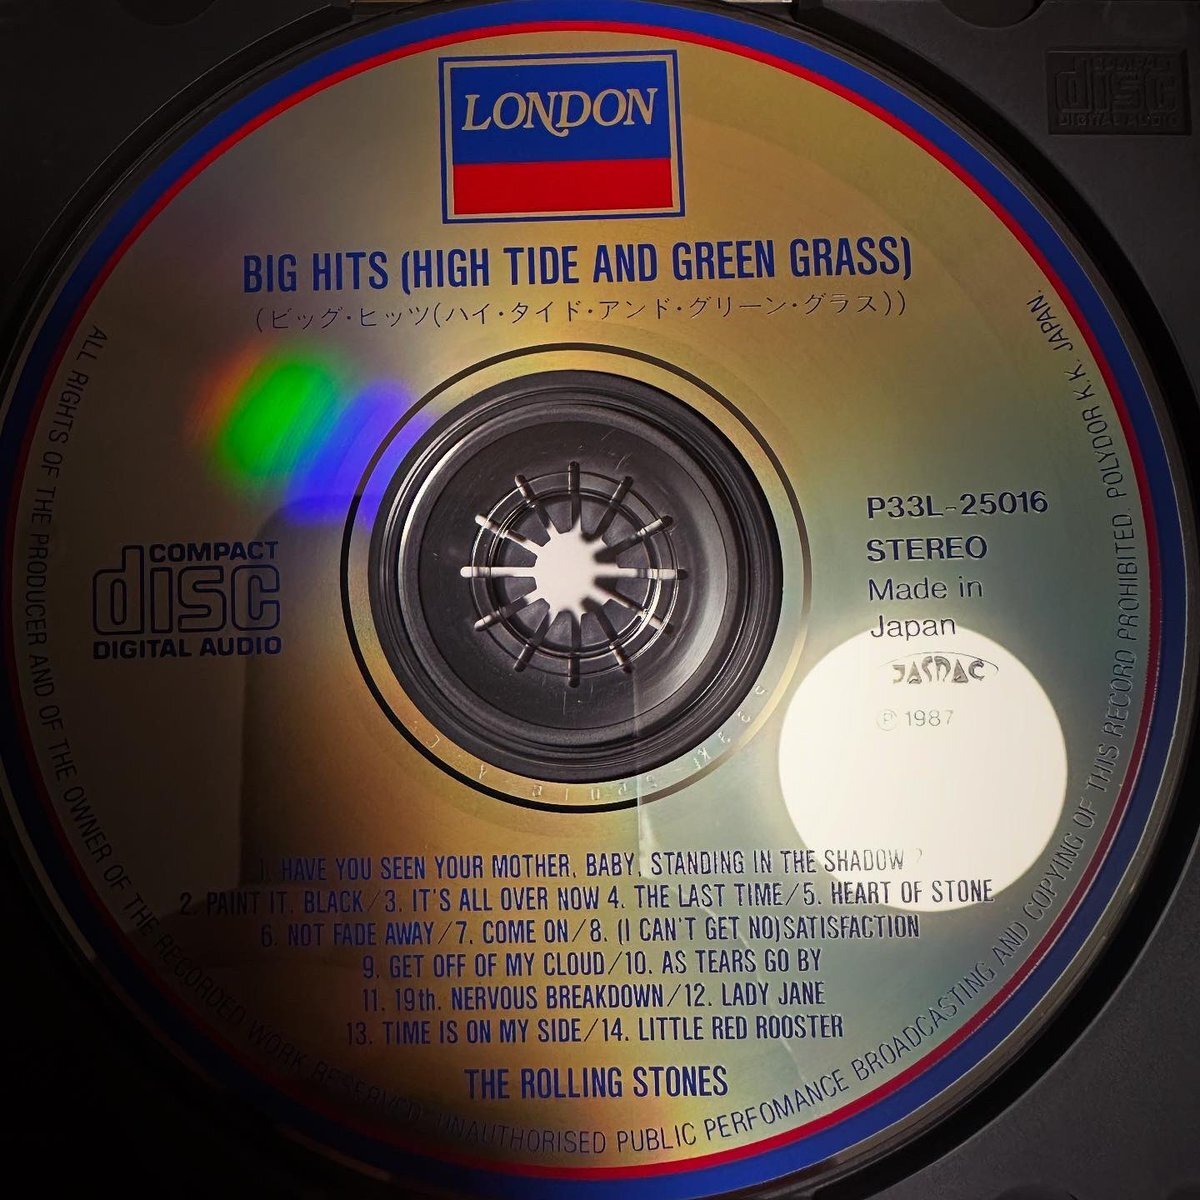 LONDON
BIG HITS (HIGH TIDE AND GREEN GRASS)
(ビッグ・ヒッツ(ハイ・タイド・アンド・グリーン・グラス))
COMPACT
disc
DIGITAL AUDIO
P33L-25016
STEREO
Made in
Japan
JASRAC
Ⓟ 1987
1. HAVE YOU SEEN YOUR MOTHER, BABY, STANDING IN THE SHADOW ?
2. PAINT IT, BLACK/3. IT'S ALL OVER NOW 4. THE LAST TIME/5. HEART OF STONE
6. NOT FADE AWAY/7. COME ON/8. (I CAN'T GET NO)SATISFACTION
9. GET OFF OF MY CLOUD/10. AS TEARS GO BY
11. 19th. NERVOUS BREAKDOWN/12. LADY JANE
13. TIME IS ON MY SIDE/14. LITTLE RED ROOSTER
THE ROLLING STONES
ALL RIGHTS OF THE PRODUCER AND OF THE OWNER OF THE RECORDED WORK RESERVED. UNAUTHORISED PUBLIC PERFOMANCE BROADCASTING AND COPYING OF THIS RECORD PROHIBITED. POLYDOR K.K. JAPAN.
COMPACT
disc
DIGITAL AUDIO